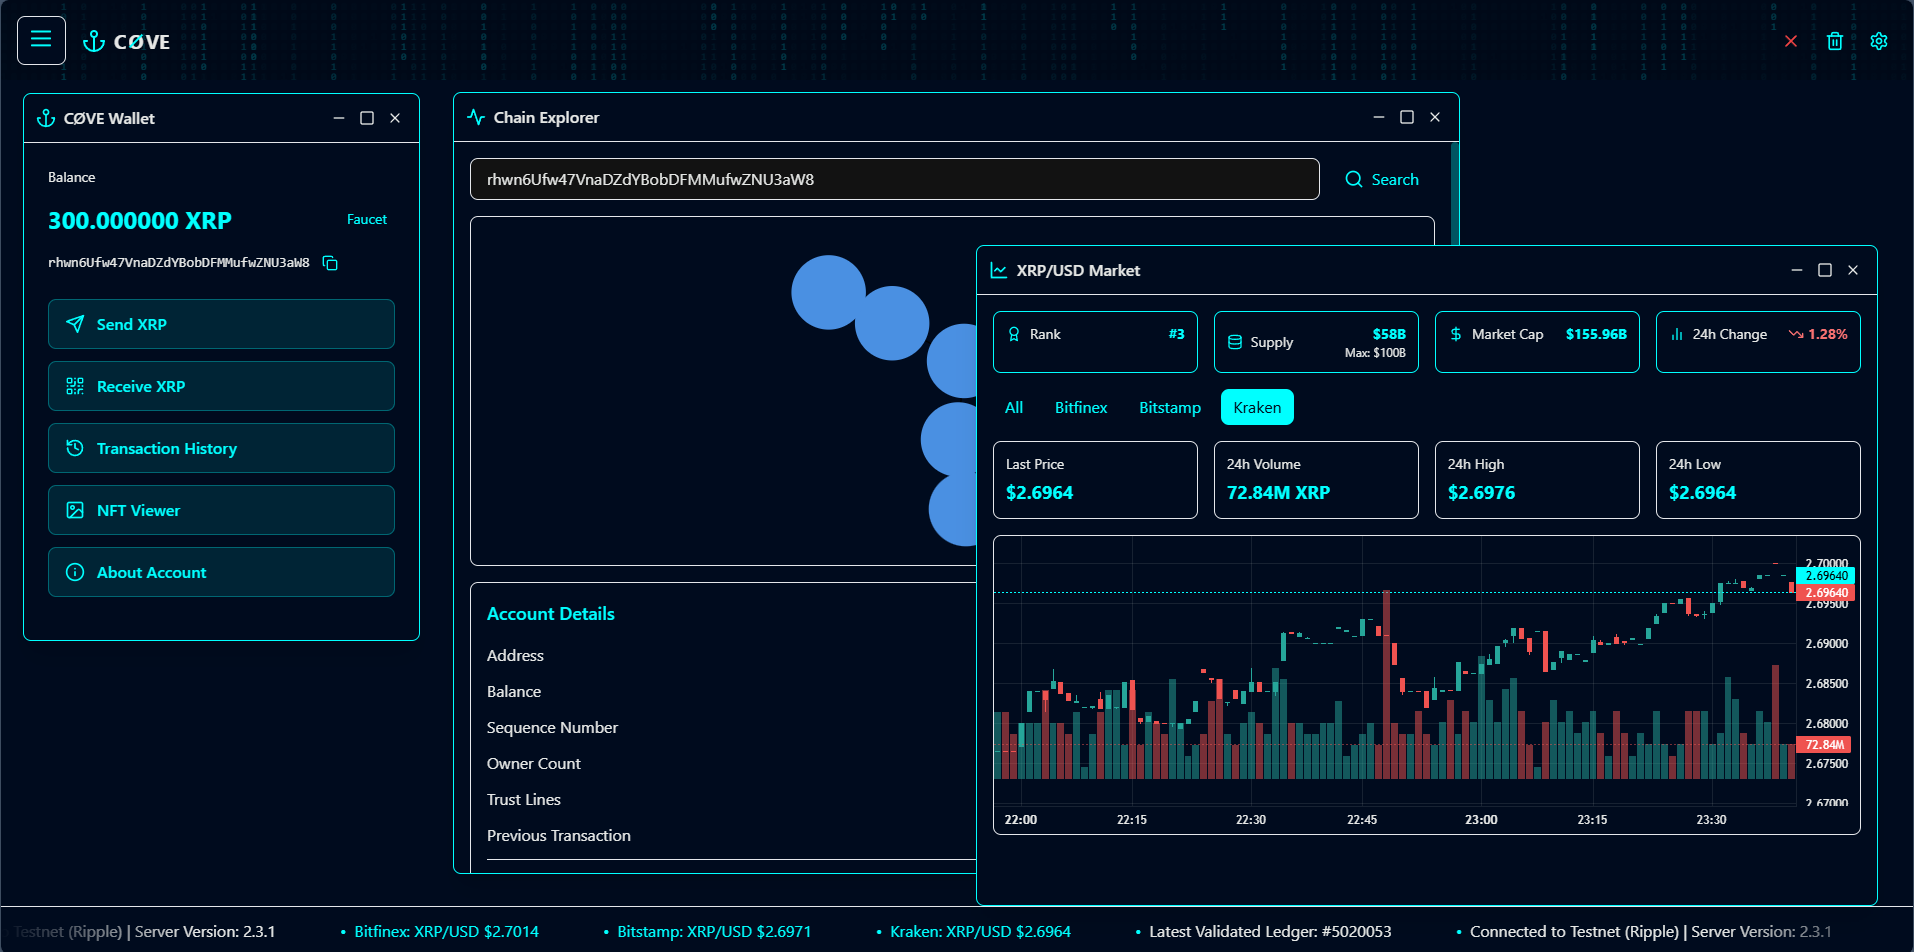 CØVE
CØVE Wallet
Balance
300.000000 XRP
Faucet
rhwn6Ufw47VnaDZdYBobDFMMufwZNU3aW8
Send XRP
Receive XRP
Transaction History
NFT Viewer
About Account
Chain Explorer
rhwn6Ufw47VnaDZdYBobDFMMufwZNU3aW8
Search
Account Details
Address
Balance
Sequence Number
Owner Count
Trust Lines
Previous Transaction
XRP/USD Market
Rank
#3
Supply
$58B
Max: $100B
Market Cap
$155.96B
24h Change
1.28%
All
Bitfinex
Bitstamp
Kraken
Last Price
$2.6964
24h Volume
72.84M XRP
24h High
$2.6976
24h Low
$2.6964
2.70000
2.69640
2.69640
2.69500
2.69000
2.68500
2.68000
72.84M
2.67500
2.67000
22:00
22:15
22:30
22:45
23:00
23:15
23:30
Testnet (Ripple) | Server Version: 2.3.1
• Bitfinex: XRP/USD $2.7014
• Bitstamp: XRP/USD $2.6971
• Kraken: XRP/USD $2.6964
• Latest Validated Ledger: #5020053
• Connected to Testnet (Ripple) | Server Version: 2.3.1